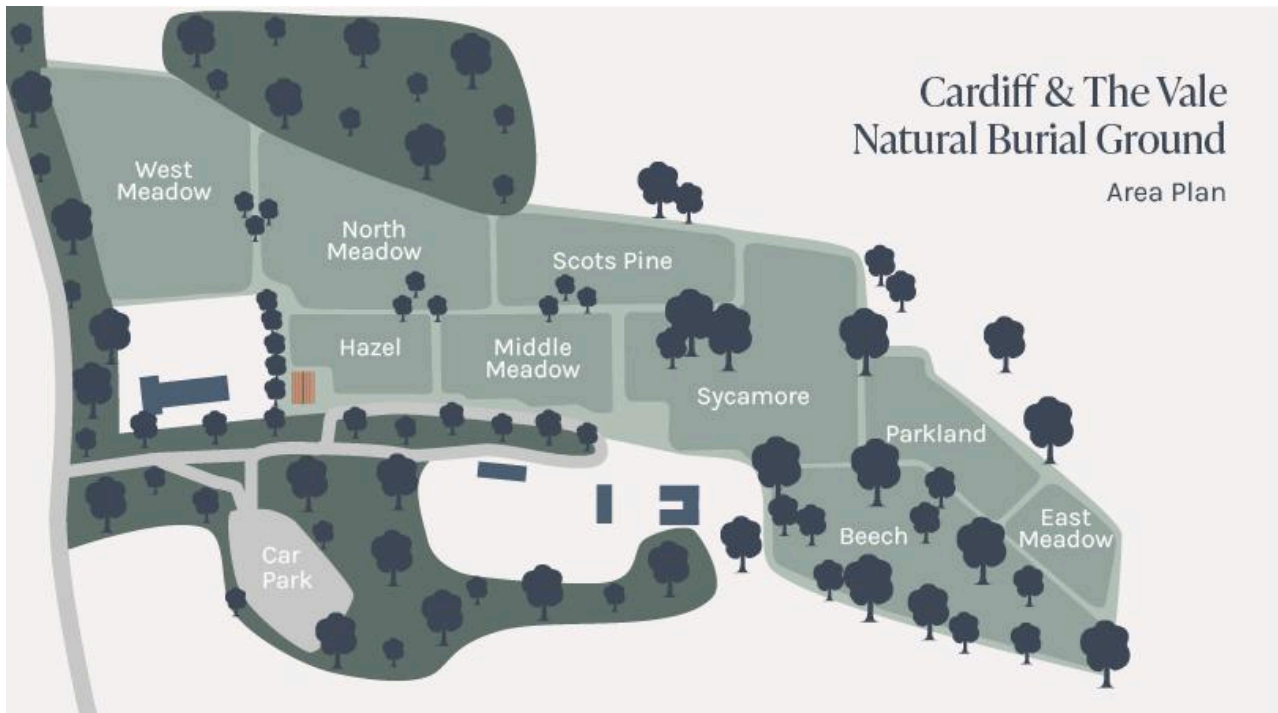 Cardiff & The Vale
Natural Burial Ground
Area Plan
West
Meadow
North
Meadow
Scots Pine
Hazel
Middle
Meadow
Sycamore
Parkland
East
Meadow
Beech
Car
Park